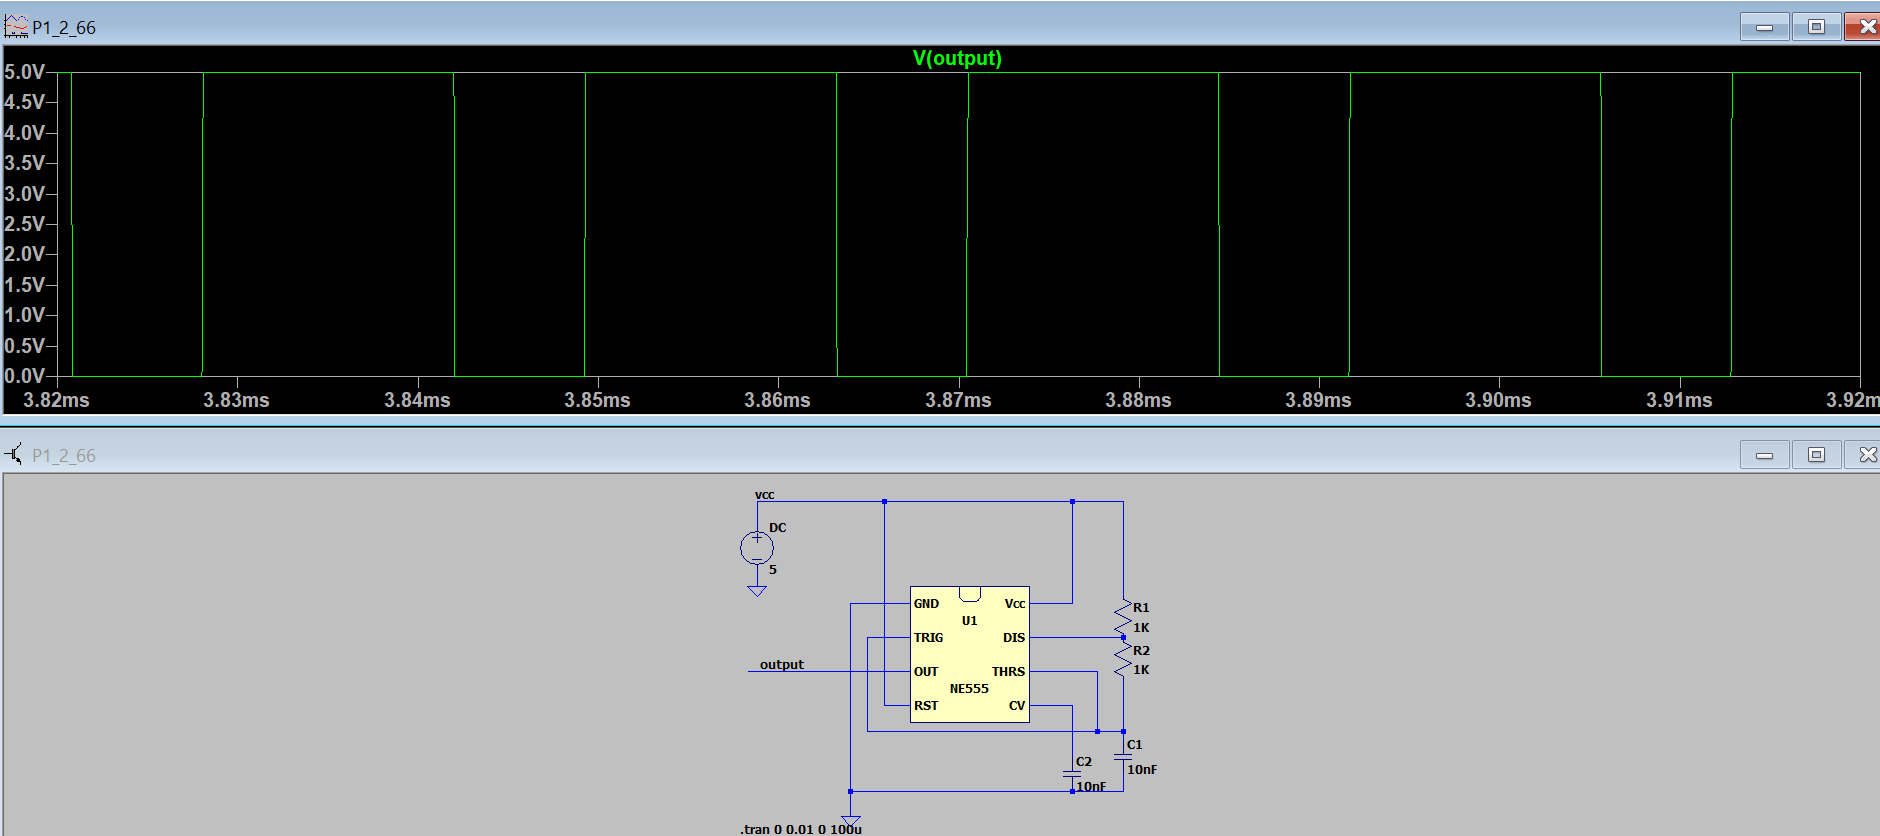 P1_2_66
V(output)
5.0V
4.5V
4.0V
3.5V
3.0V
2.5V
2.0V
1.5V
1.0V
0.5V
0.0V
3.82ms 3.83ms 3.84ms 3.85ms 3.86ms 3.87ms 3.88ms 3.89ms 3.90ms 3.91ms 3.92m
P1_2_66
vcc
DC
5
GND Vcc
U1
TRIG DIS
OUT THRS
NE555
RST CV
output
R1
1K
R2
1K
C1
10nF
C2
10nF
.tran 0 0.01 0 100u